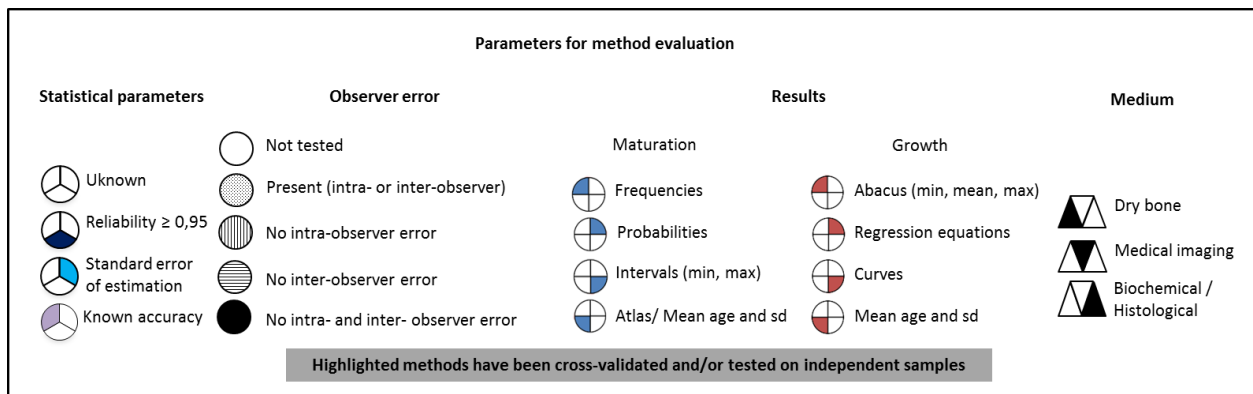 Parameters for method evaluation
Statistical parameters
Observer error
Results
Medium
Uknown
Reliability ≥ 0,95
Standard error
of estimation
Known accuracy
Not tested
Present (intra- or inter-observer)
No intra-observer error
No inter-observer error
No intra- and inter- observer error
Maturation
Frequencies
Probabilities
Intervals (min, max)
Atlas/ Mean age and sd
Growth
Abacus (min, mean, max)
Regression equations
Curves
Mean age and sd
Dry bone
Medical imaging
Biochemical /
Histological
Highlighted methods have been cross-validated and/or tested on independent samples